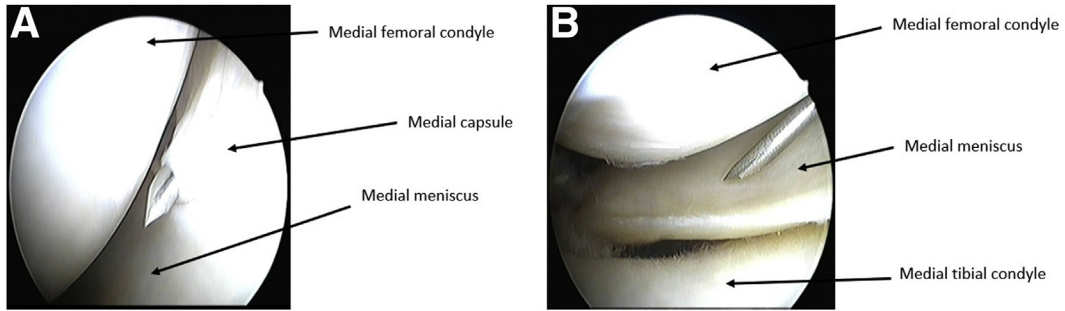 A
Medial femoral condyle
Medial capsule
Medial meniscus
B
Medial femoral condyle
Medial meniscus
Medial tibial condyle